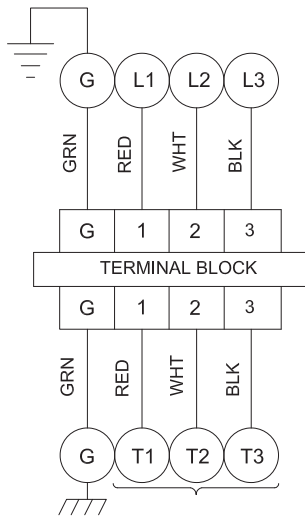 G L1 L2 L3
GRN RED WHT BLK
G 1 2 3
TERMINAL BLOCK
G 1 2 3
GRN RED WHT BLK
G T1 T2 T3